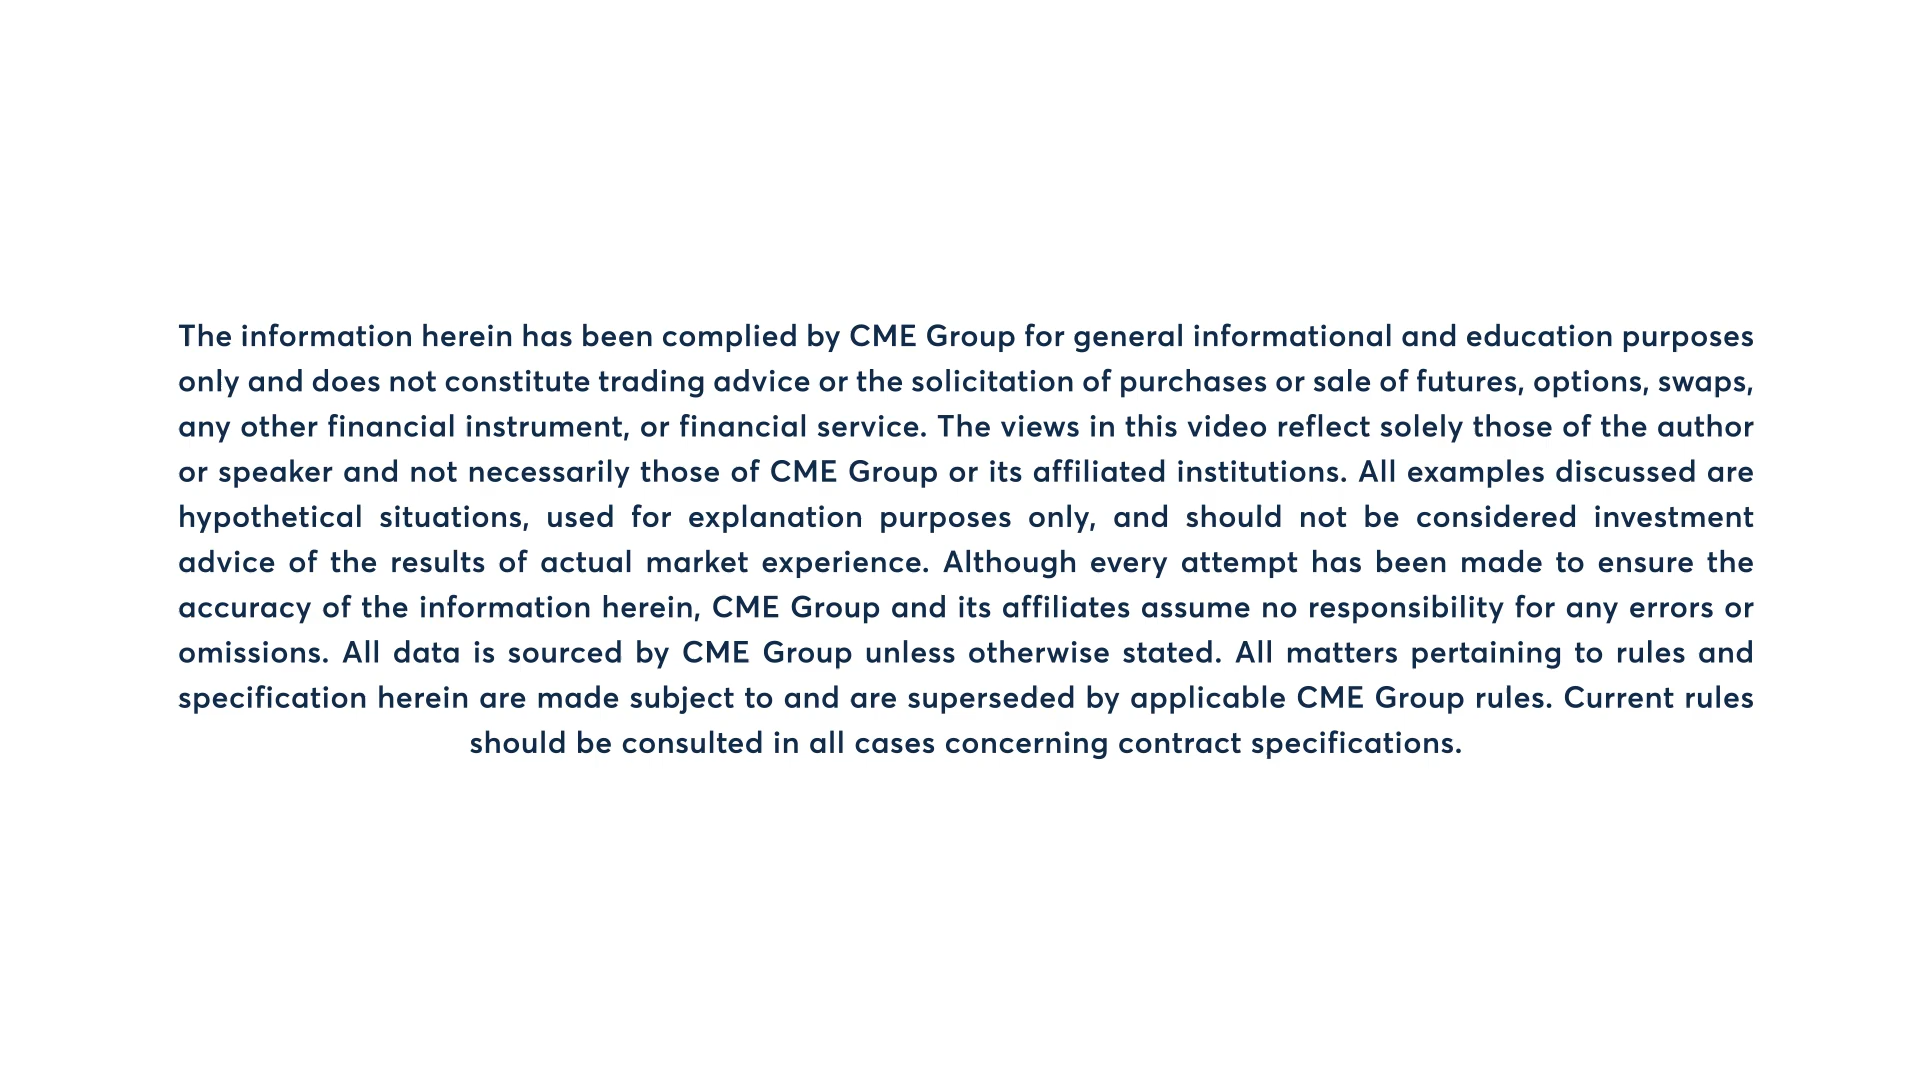 The information herein has been complied by CME Group for general informational and education purposes
only and does not constitute trading advice or the solicitation of purchases or sale of futures, options, swaps,
any other financial instrument, or financial service. The views in this video reflect solely those of the author
or speaker and not necessarily those of CME Group or its affiliated institutions. All examples discussed are
hypothetical situations, used for explanation purposes only, and should not be considered investment
advice of the results of actual market experience. Although every attempt has been made to ensure the
accuracy of the information herein, CME Group and its affiliates assume no responsibility for any errors or
omissions. All data is sourced by CME Group unless otherwise stated. All matters pertaining to rules and
specification herein are made subject to and are superseded by applicable CME Group rules. Current rules
should be consulted in all cases concerning contract specifications.